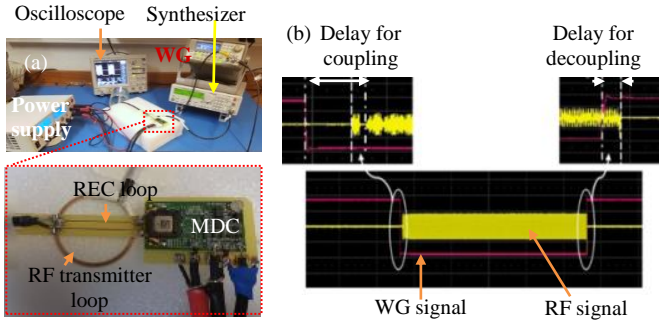 Oscilloscope
Synthesizer
(a)
WG
Power
supply
REC loop
MDC
RF transmitter
loop
(b)
Delay for
coupling
Delay for
decoupling
WG signal
RF signal